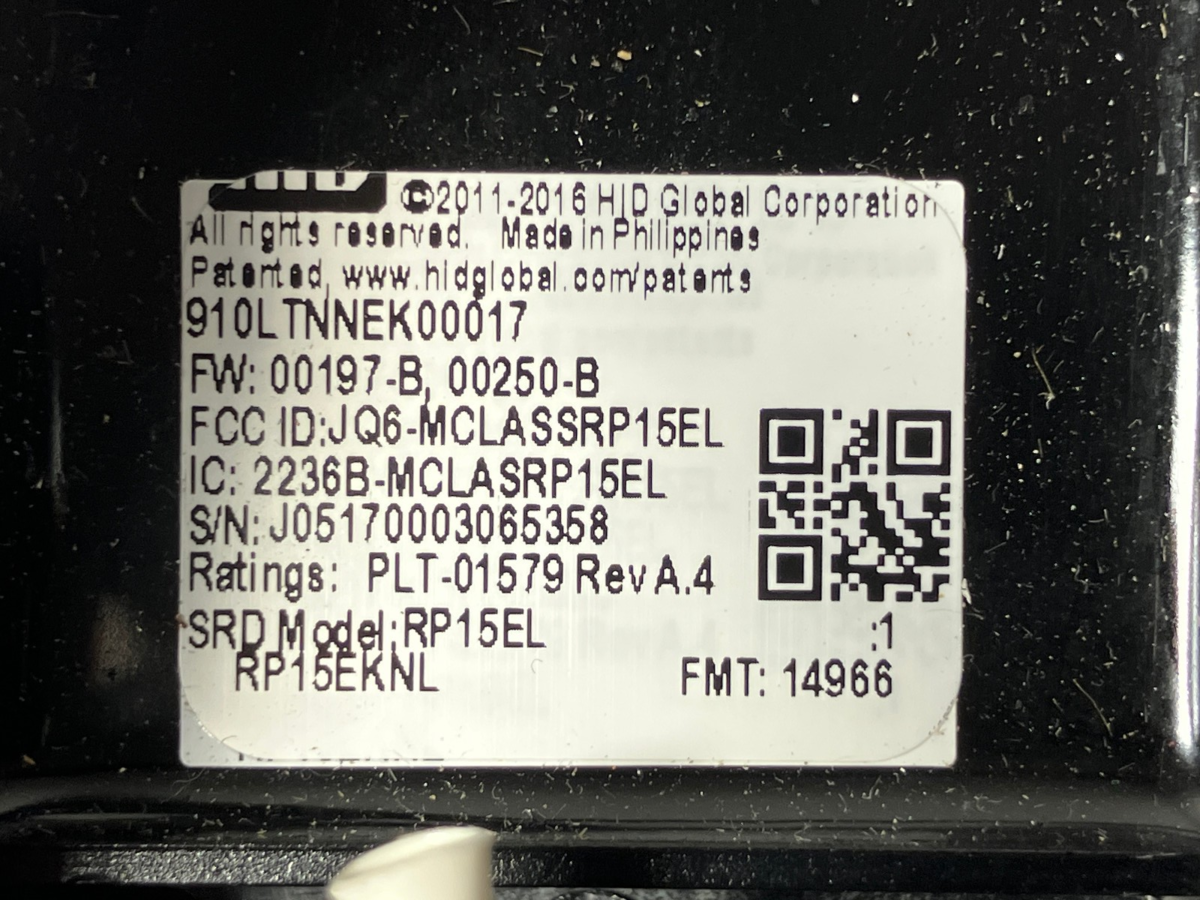 ©2011-2016 HID Global Corporation
All rights reserved. Made in Philippines
Patented, www.hidglobal.com/patents
910LTNNEK00017
FW: 00197-B, 00250-B
FCC ID:JQ6-MCLASSRP15EL
IC: 2236B-MCLASRP15EL
S/N: J05170003065358
Ratings: PLT-01579 Rev A.4
SRD Model:RP15EL :1
RP15EKNL FMT: 14966